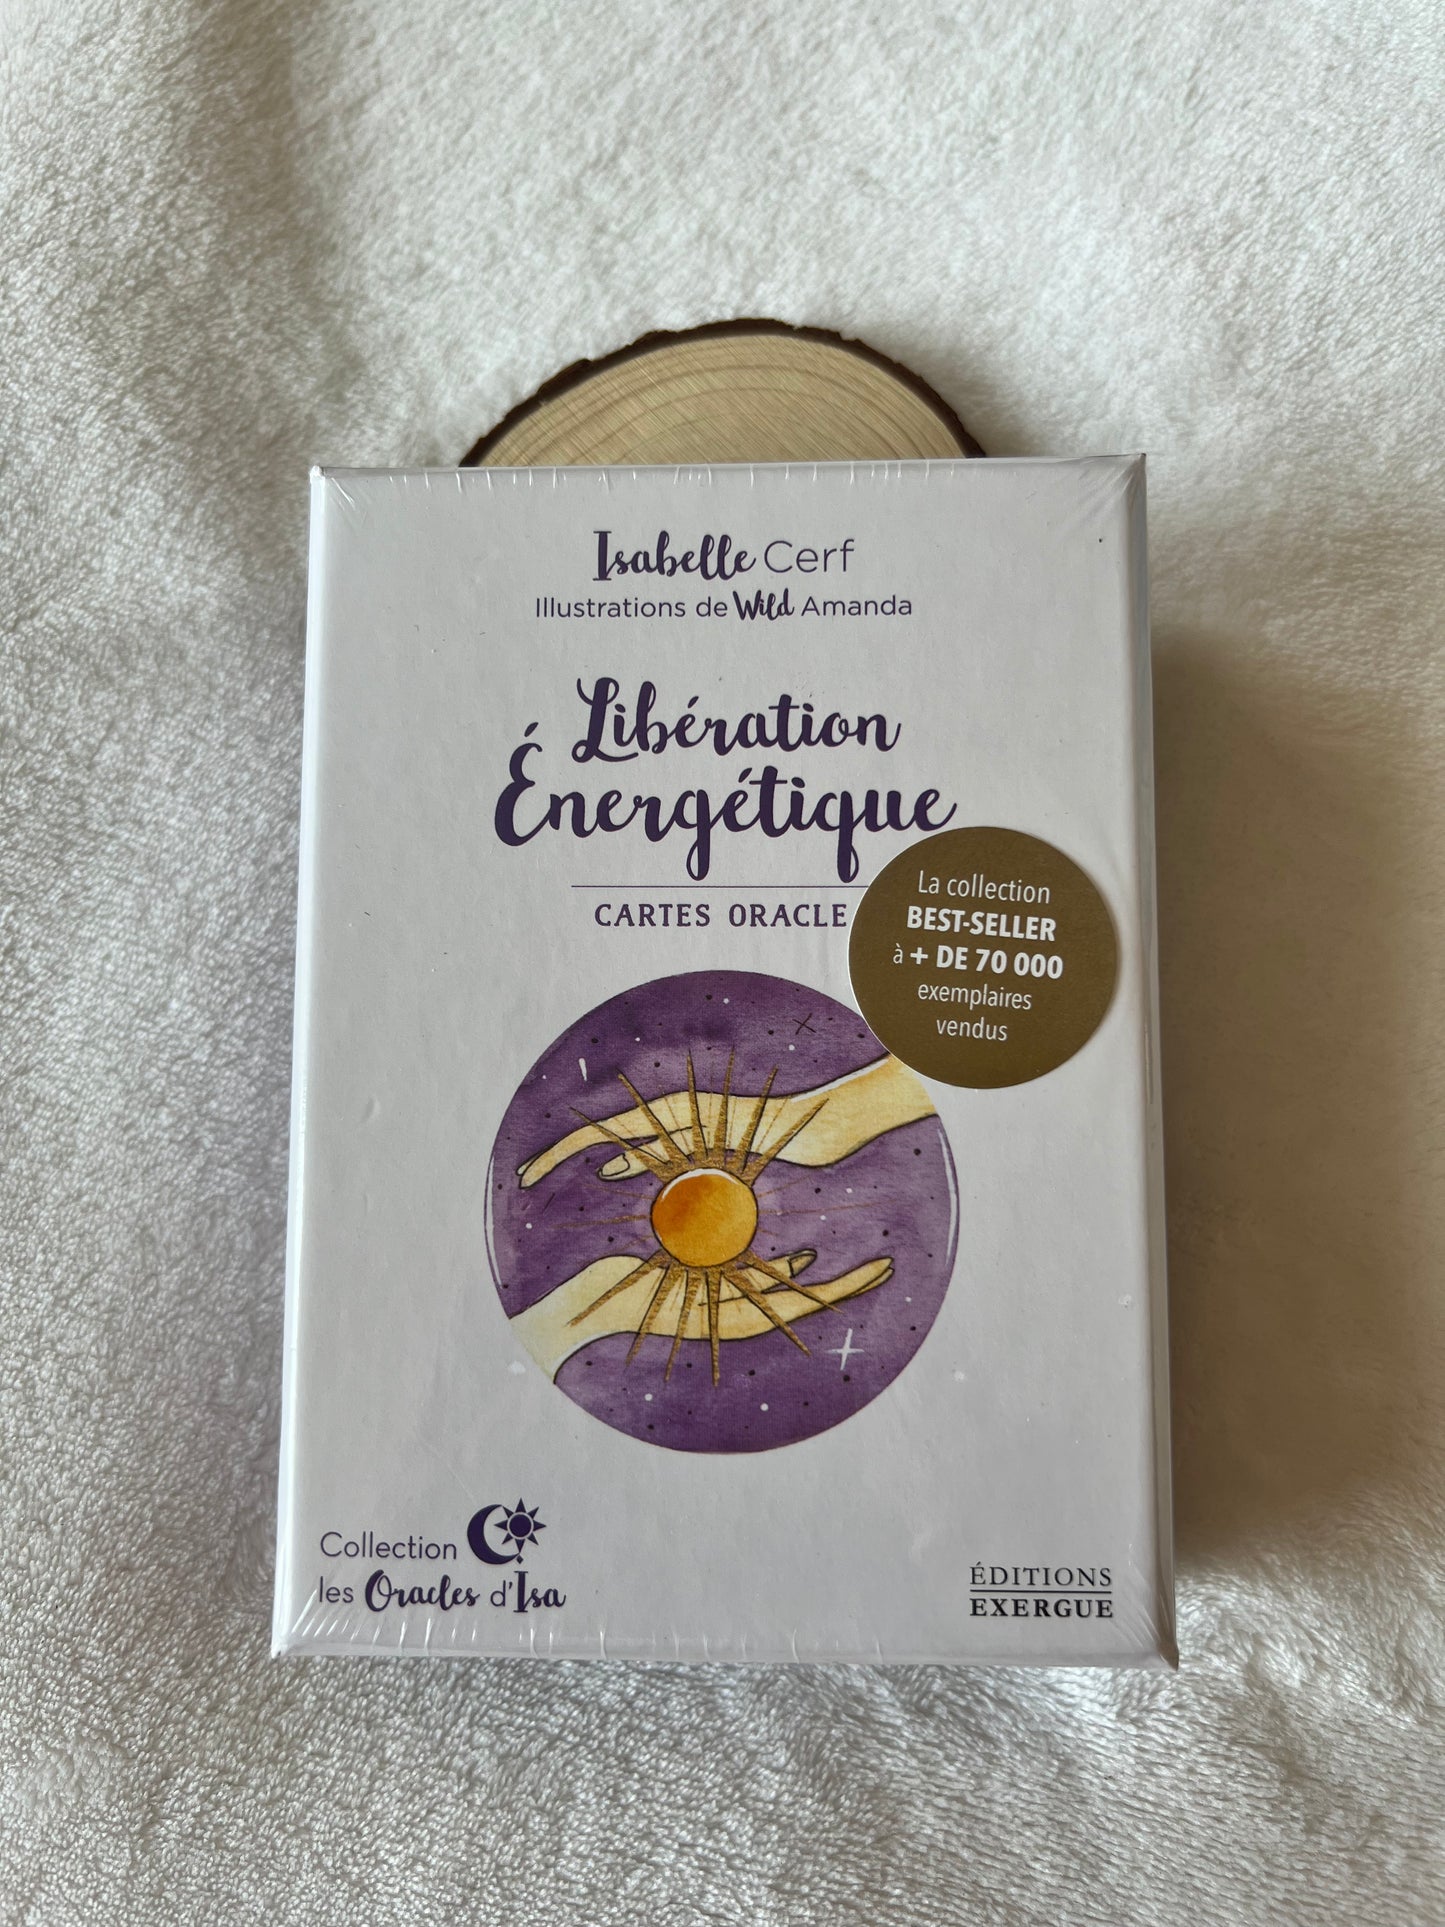 Isabelle Cerf
Illustrations de Wild Amanda
Libération
Énergétique
CARTES ORACLE
La collection
BEST-SELLER
à + DE 70 000
exemplaires
vendus
Collection
les Oracles d'Isa
ÉDITIONS
EXERGUE